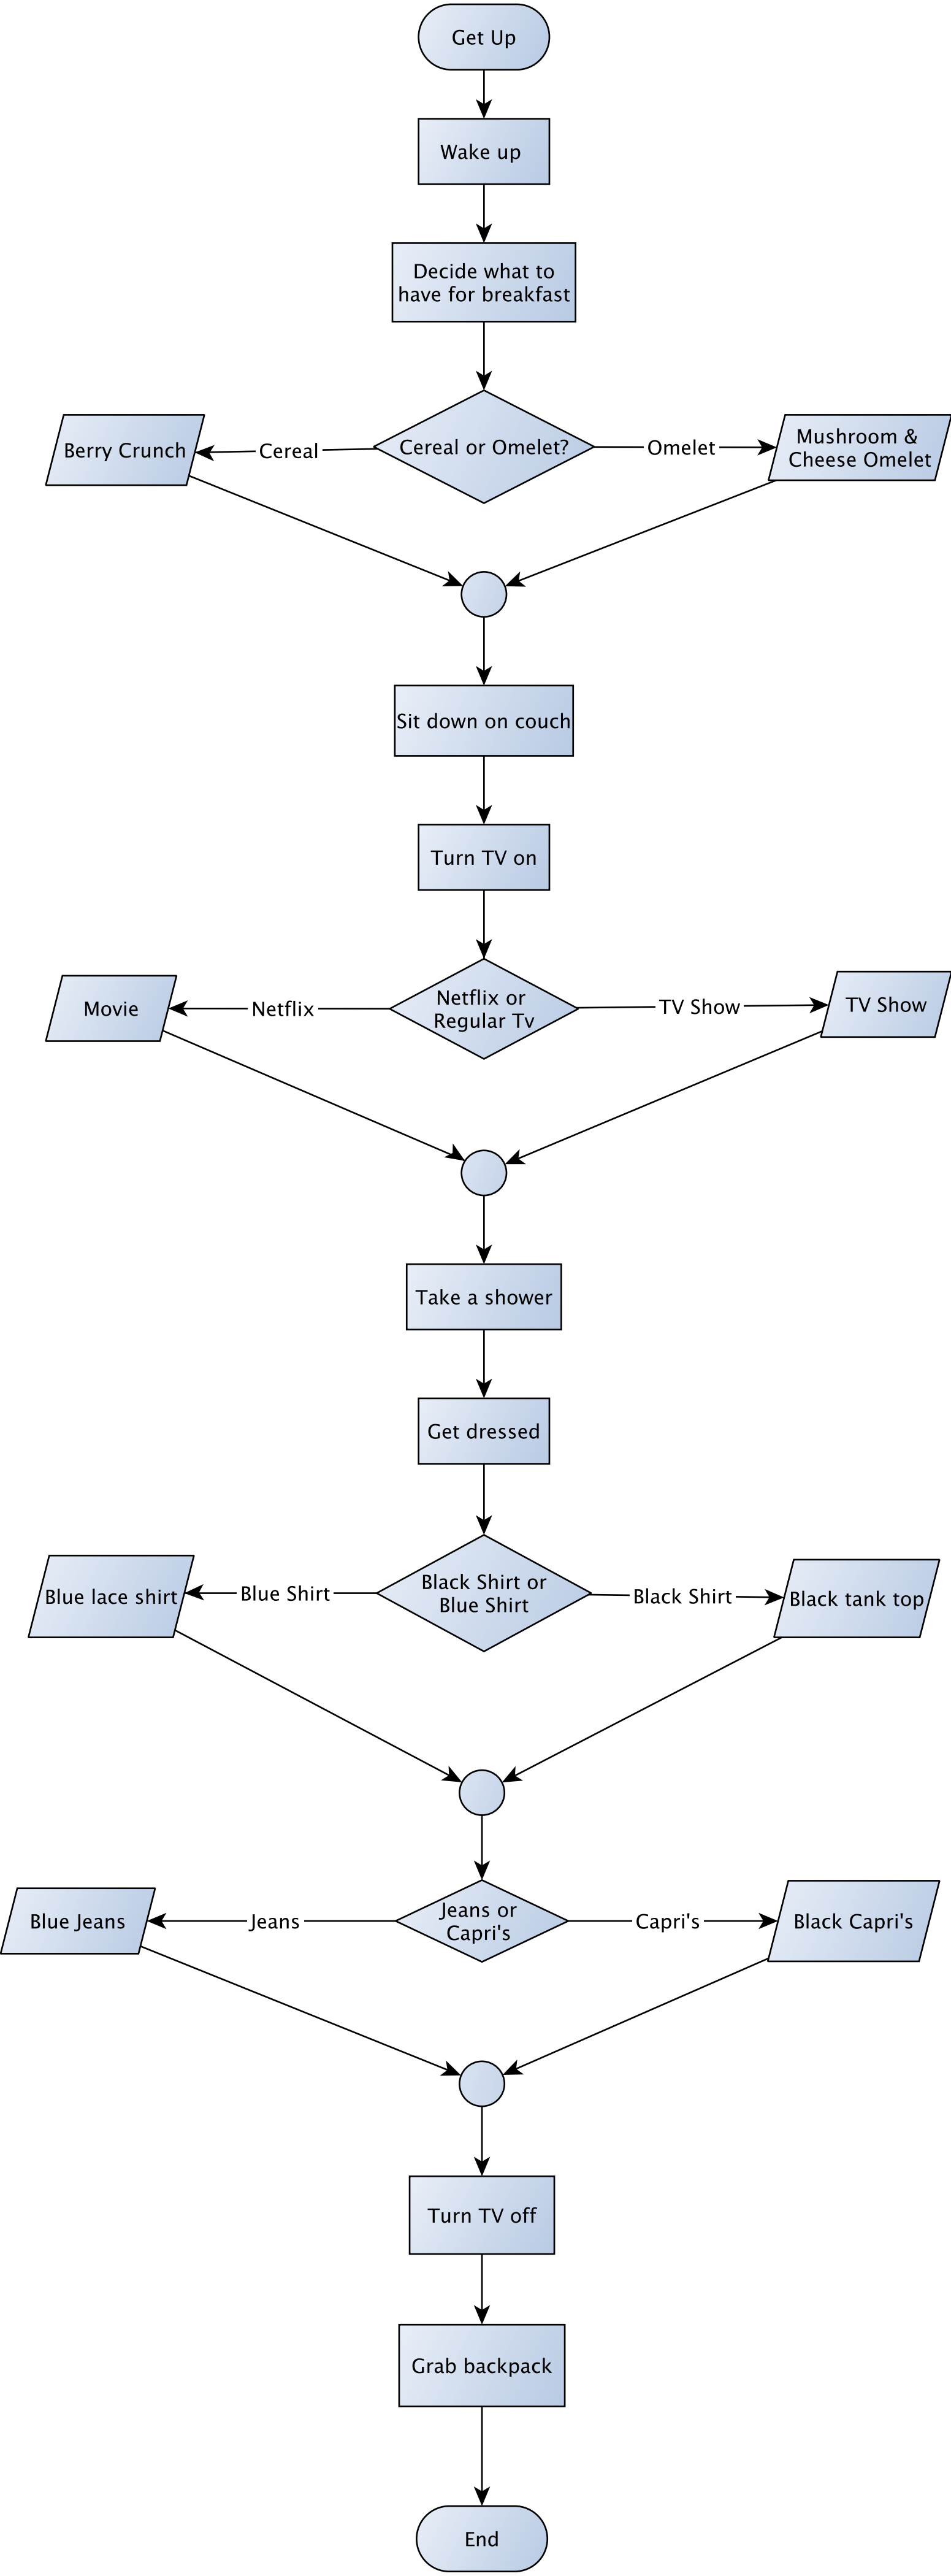 Get Up
Wake up
Decide what to
have for breakfast
Berry Crunch
Cereal
Cereal or Omelet?
Omelet
Mushroom &
Cheese Omelet
Sit down on couch
Turn TV on
Movie
Netflix
Netflix or
Regular Tv
TV Show
TV Show
Take a shower
Get dressed
Blue lace shirt
Blue Shirt
Black Shirt or
Blue Shirt
Black Shirt
Black tank top
Blue Jeans
Jeans
Jeans or
Capri's
Capri's
Black Capri's
Turn TV off
Grab backpack
End